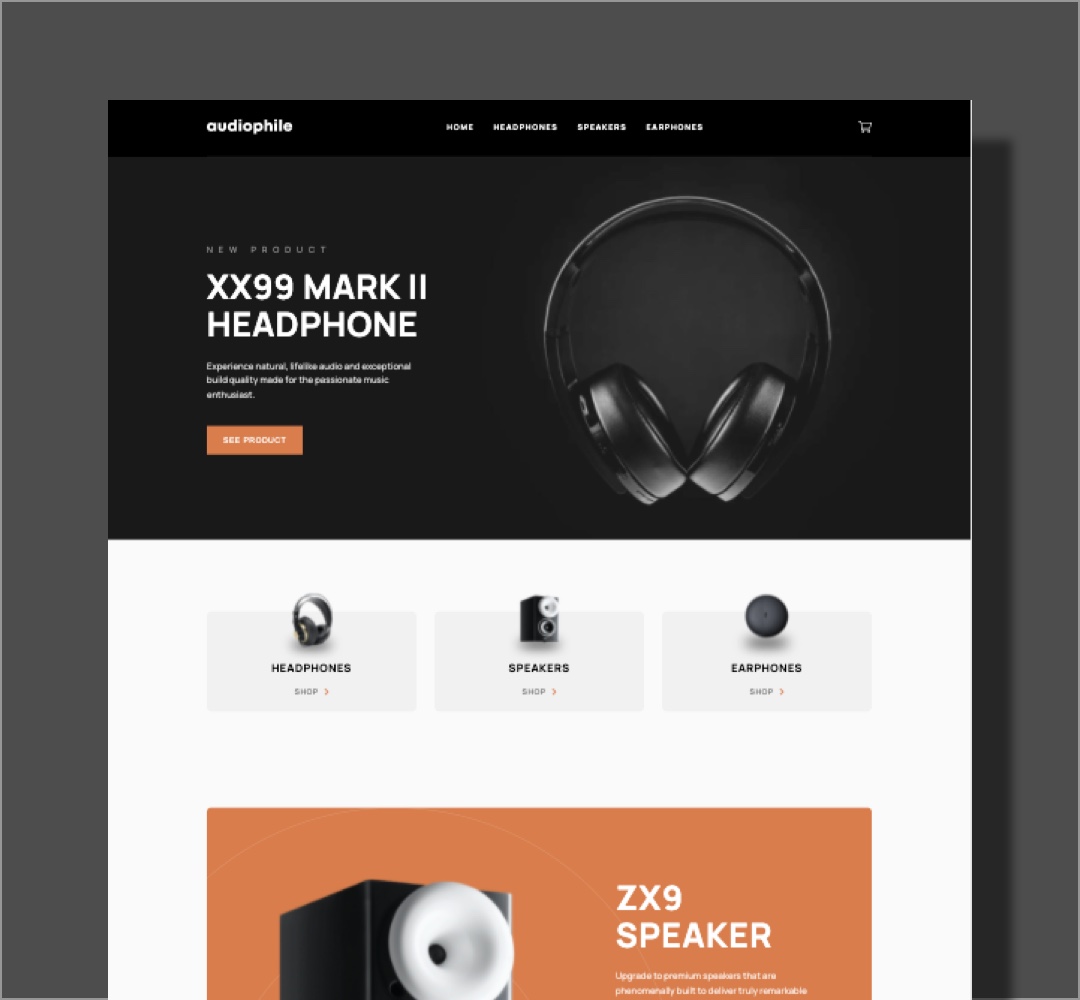 audiophile
HOME HEADPHONES SPEAKERS EARPHONES
NEW PRODUCT
XX99 MARK II
HEADPHONE
Experience natural, lifelike audio and exceptional
build quality made for the passionate music
enthusiast.
SEE PRODUCT
HEADPHONES
SHOP
SPEAKERS
SHOP
EARPHONES
SHOP
ZX9
SPEAKER
Upgrade to premium speakers that are
phenomenally built to deliver truly remarkable